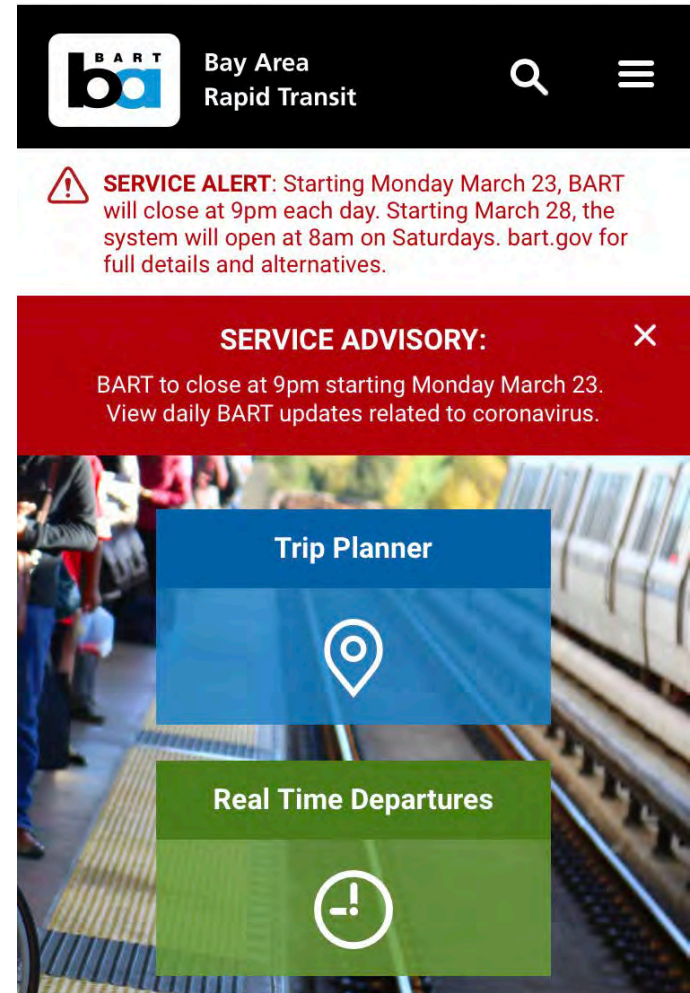 BART
ba
Bay Area
Rapid Transit
SERVICE ALERT: Starting Monday March 23, BART
will close at 9pm each day. Starting March 28, the
system will open at 8am on Saturdays. bart.gov for
full details and alternatives.
SERVICE ADVISORY:
BART to close at 9pm starting Monday March 23.
View daily BART updates related to coronavirus.
Trip Planner
Real Time Departures